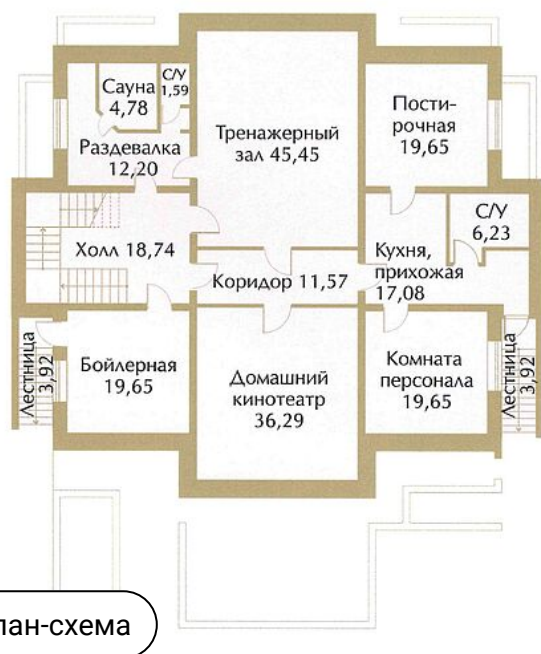 Сауна
4,78
С/У
1,59
Раздевалка
12,20
Тренажерный
зал 45,45
Пости-
рочная
19,65
Холл 18,74
Коридор 11,57
Кухня,
прихожая
17,08
С/У
6,23
Лестница
3,92
Бойлерная
19,65
Домашний
кинотеатр
36,29
Комната
персонала
19,65
Лестница
3,92
лан-схема